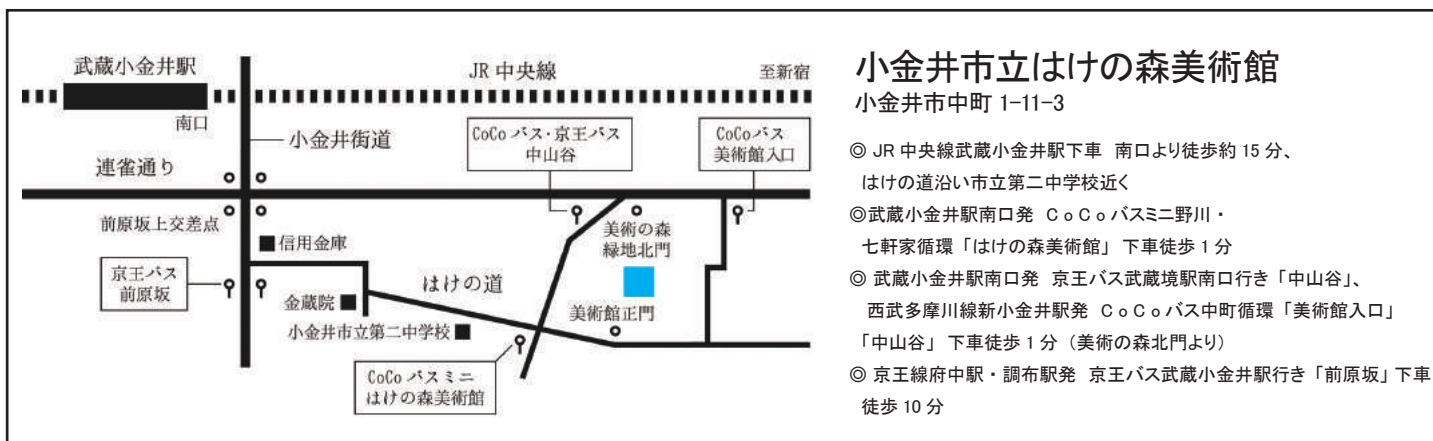 武蔵小金井駅
JR 中央線
至新宿
南口
小金井街道
CoCo バス・京王バス
中山谷
CoCoバス
美術館入口
連雀通り
前原坂上交差点
信用金庫
美術の森
緑地北門
京王バス
前原坂
はけの道
金蔵院
美術館正門
小金井市立第二中学校
CoCo バスミニ
はけの森美術館
小金井市立はけの森美術館
小金井市中町 1-11-3
◎ JR 中央線武蔵小金井駅下車 南口より徒歩約 15 分、
はけの道沿い市立第二中学校近く
◎武蔵小金井駅南口発 CoCoバスミニ野川・
七軒家循環「はけの森美術館」下車徒歩 1 分
◎ 武蔵小金井駅南口発 京王バス武蔵境駅南口行き「中山谷」、
西武多摩川線新小金井駅発 CoCoバス中町循環「美術館入口」
「中山谷」下車徒歩 1 分（美術の森北門より）
◎ 京王線府中駅・調布駅発 京王バス武蔵小金井駅行き「前原坂」下車
徒歩 10 分